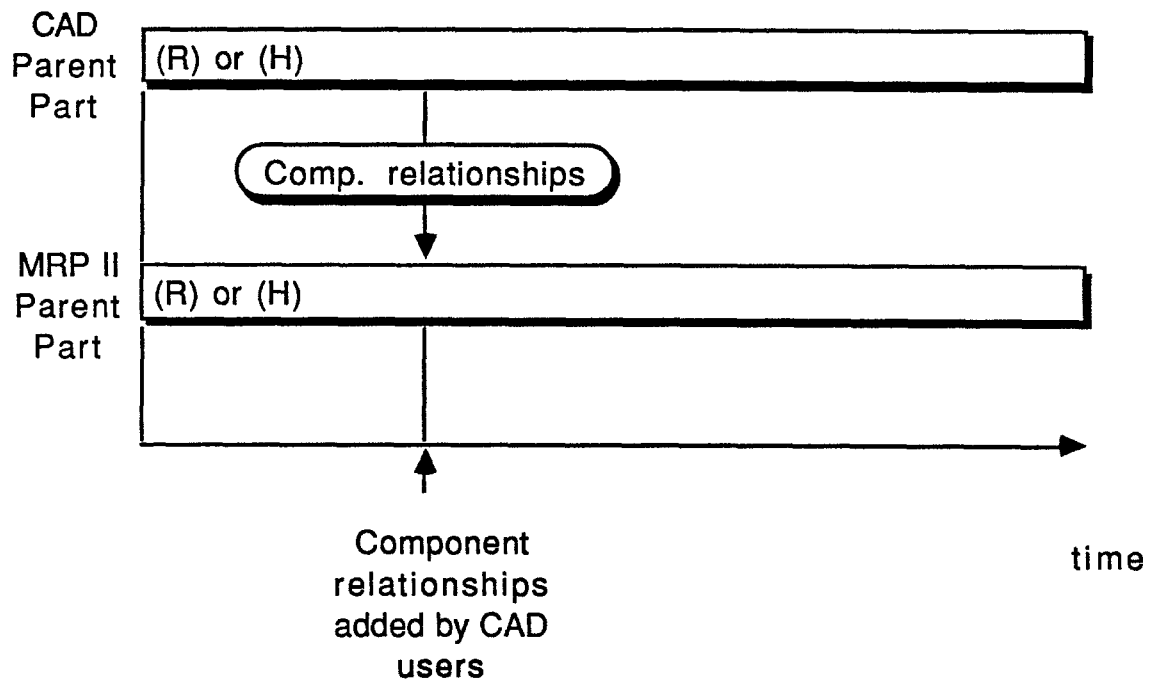 CAD
Parent
Part
(R) or (H)
Comp. relationships
MRP II
Parent
Part
(R) or (H)
Component
relationships
added by CAD
users
time